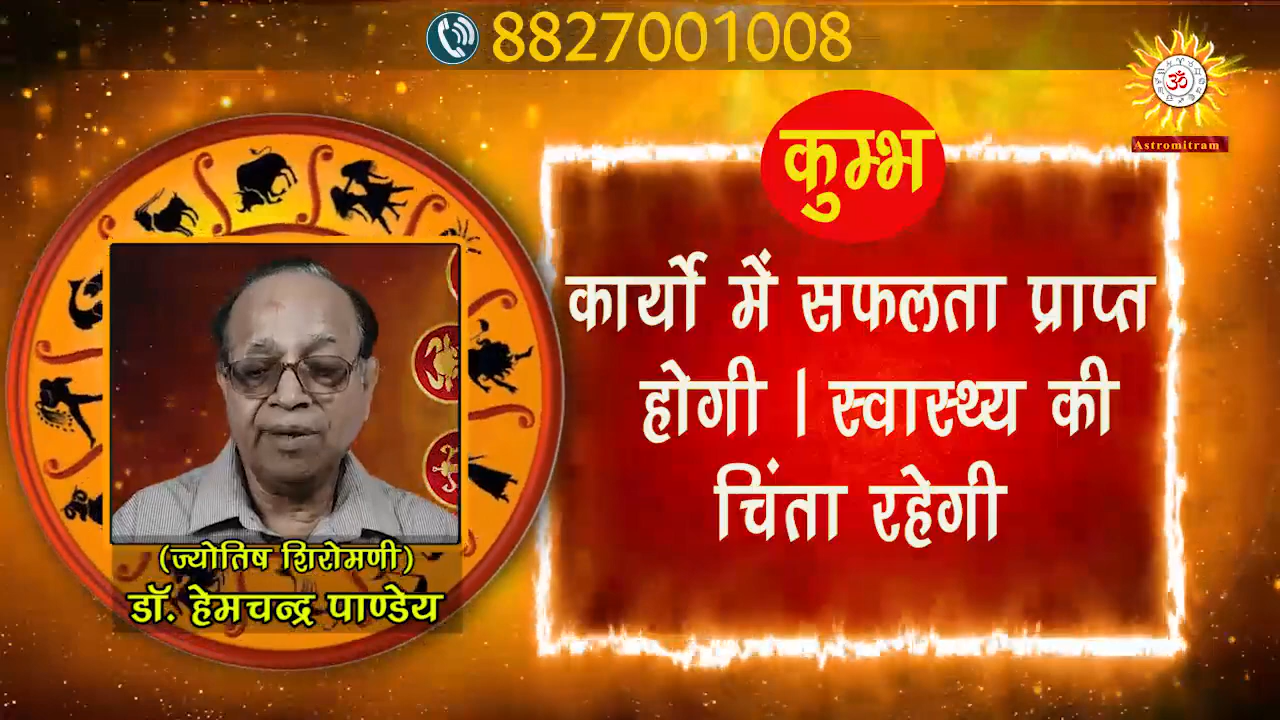 8827001008
Astromitram
कुम्भ
कार्यो में सफलता प्राप्त
होगी । स्वास्थ्य की
चिंता रहेगी
(ज्योतिष शिरोमणी)
डॉ. हेमचन्द्र पाण्डेय